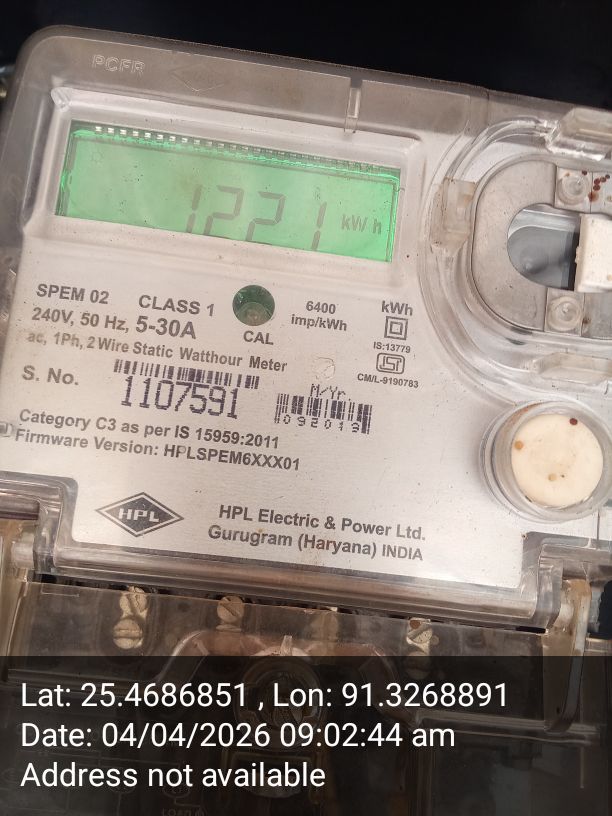 PCFR
1221 kWh
SPEM 02 CLASS 1 6400 kWh
240V, 50 Hz, 5-30A imp/kWh
CAL IS:13779
ac, 1Ph, 2 Wire Static Watthour Meter
CM/L-9190783
S. No. 1107591 M/Yr
092019
Category C3 as per IS 15959:2011
Firmware Version: HPLSPEM6XXX01
HPL HPL Electric & Power Ltd.
Gurugram (Haryana) INDIA
Lat: 25.4686851 , Lon: 91.3268891
Date: 04/04/2026 09:02:44 am
Address not available